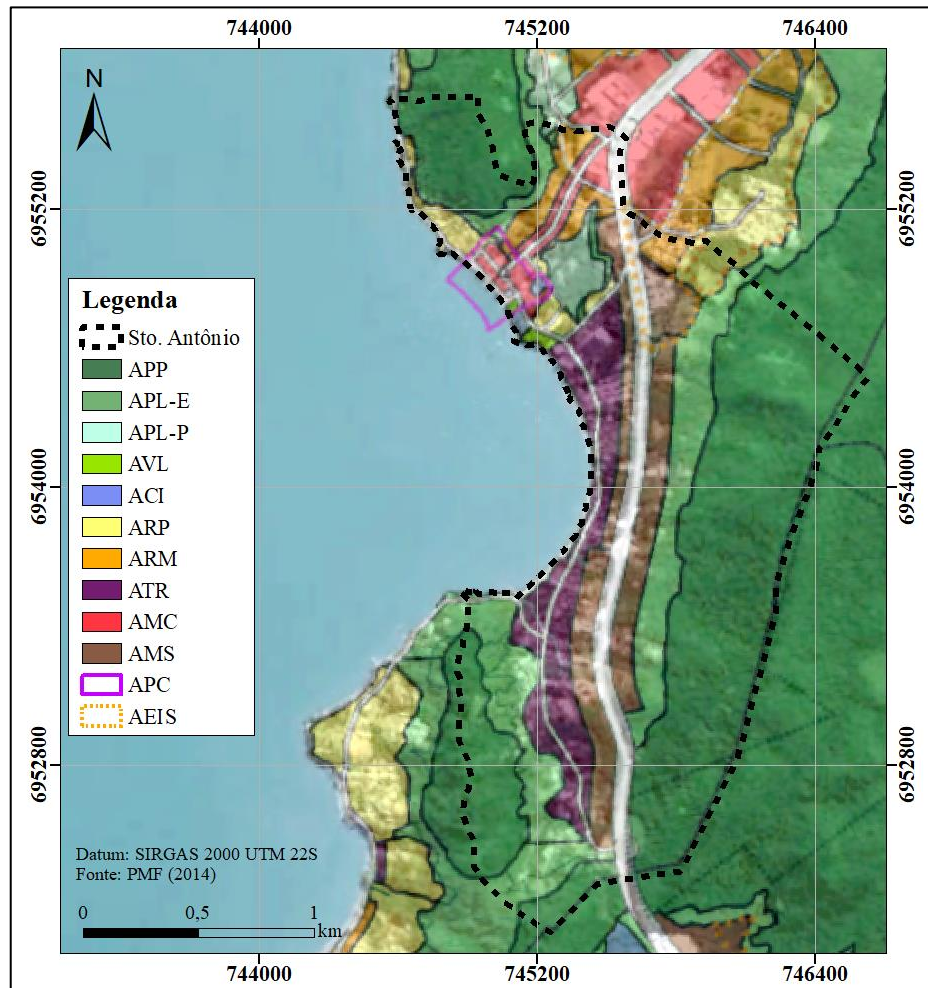 744000 745200 746400
N
6955200 6955200
Legenda
Sto. Antônio
APP
APL-E
APL-P
AVL
ACI
ARP
ARM
ATR
AMC
AMS
APC
AEIS
6954000 6954000
6952800 6952800
Datum: SIRGAS 2000 UTM 22S
Fonte: PMF (2014)
0 0,5 1
km
744000 745200 746400